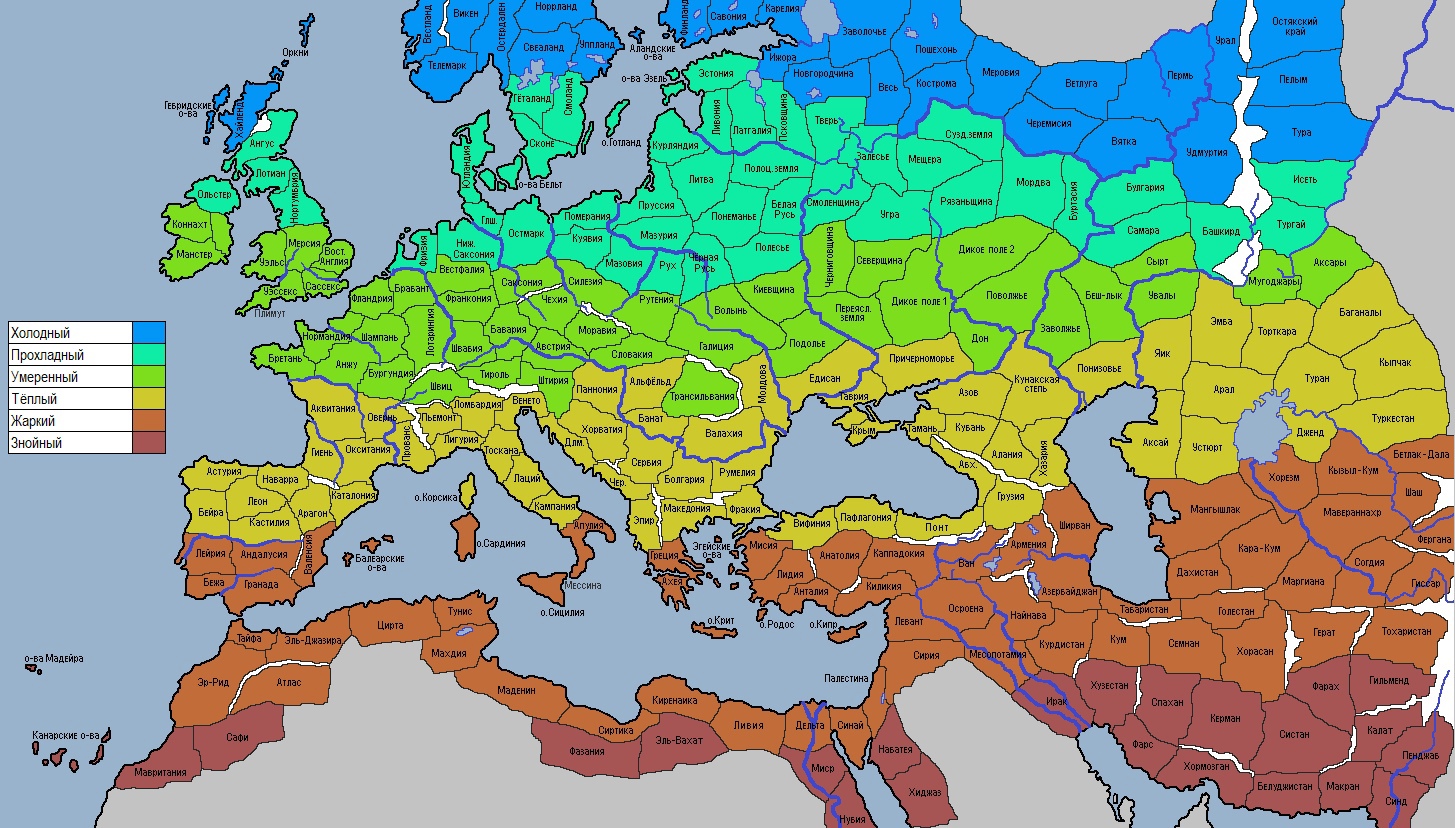 Вестланд
Викен
Остердален
Норрланд
Свеаланд
Уппланд
Телемарк
Аландские
о-ва
Финланд
Савония
Карелия
Заволочье
Пошехонь
Ижора
Новгородчина
Весь
Кострома
Меровия
Ветлуга
Пермь
Урал
Остякский
край
Пелым
Тура
Черемисия
Вятка
Удмуртия
Исеть
Тургай
Оркни
Гебридские
о-ва
Хайленд
Ангус
Лотиан
Нортумбрия
Ольстер
Коннахт
Манстер
Мерсия
Вост.
Англия
Уэльс
Уэссекс
Сассекс
Плимут
Гёталанд
Смоланд
Сконе
Ютландия
о-ва Бельт
о.Готланд
о-ва Эзель
Эстония
Ливония
Латгалия
Псковщина
Тверь
Курляндия
Литва
Полоц.земля
Залесье
Сузд.земля
Мещера
Мордва
Буртасия
Булгария
Самара
Башкирд
Сырт
Рязаньщина
Угра
Смоленщина
Белая
Русь
Понеманье
Полесье
Пруссия
Мазурия
Мазовия
Померания
Куявия
Остмарк
Глш.
Ниж.
Саксония
Фризия
Рух
Чёрная
Русь
Черниговщина
Северщина
Дикое поле 2
Дикое поле 1
Поволжье
Беш-лык
Увалы
Мугоджары
Аксары
Заволжье
Дон
Переясл.
земля
Киевщина
Волынь
Рутения
Подолье
Галиция
Силезия
Саксония
Чехия
Моравия
Вестфалия
Франкония
Брабант
Фландрия
Нормандия
Шампань
Лотарингия
Бретань
Анжу
Бургундия
Швабия
Бавария
Австрия
Словакия
Швиц
Тироль
Штирия
Трансильвания
Холодный
Прохладный
Умеренный
Тёплый
Жаркий
Знойный
Аквитания
Овернь
Гиень
Окситания
Прованс
Пьемонт
Ломбардия
Венето
Лигурия
Тоскана
Лаций
Кампания
Апулия
Паннония
Альфёльд
Банат
Хорватия
Длм.
Сербия
Чер.
Валахия
Молдова
Едисан
Причерноморье
Таврия
Крым
Азов
Кунакская
степь
Понизовье
Тамань
Кубань
Абх.
Алания
Хазария
Грузия
Яик
Эмба
Торткара
Баганалы
Кыпчак
Арал
Туран
Туркестан
Аксай
Устюрт
Дженд
Астурия
Наварра
Бейра
Леон
Кастилия
Арагон
Каталония
Лейрия
Андалусия
Валенсия
Бежа
Гранада
Балеарские
о-ва
о.Корсика
о.Сардиния
о.Сицилия
Мессина
Болгария
Румелия
Македония
Фракия
Эпир
Греция
Ахея
Эгейские
о-ва
о.Крит
о.Родос
о.Кипр
Вифиния
Пафлагония
Понт
Мисия
Лидия
Анатолия
Каппадокия
Анталия
Киликия
Армения
Ван
Ширван
Азербайджан
Осроена
Найнава
Левант
Сирия
Месопотамия
Курдистан
Палестина
Ирак
Хузестан
Кум
Табаристан
Семнан
Голестан
Хорасан
Герат
Тохаристан
Хорезм
Кызыл-Кум
Бетпак-Дала
Шаш
Мангышлак
Мавераннахр
Фергана
Кара-Кум
Согдия
Гиссар
Дахистан
Маргиана
Фарах
Гильменд
Спахан
Керман
Систан
Калат
Пенджаб
Фарс
Хормозган
Белуджистан
Макран
Синд
о-ва Мадейра
Канарские о-ва
Тайфа
Эль-Джазира
Цирта
Тунис
Махдия
Эр-Рид
Атлас
Сафи
Мавритания
Маденин
Сиртика
Киренаика
Ливия
Фазания
Эль-Вахат
Дельта
Синай
Миср
Нубия
Набатея
Хиджаз